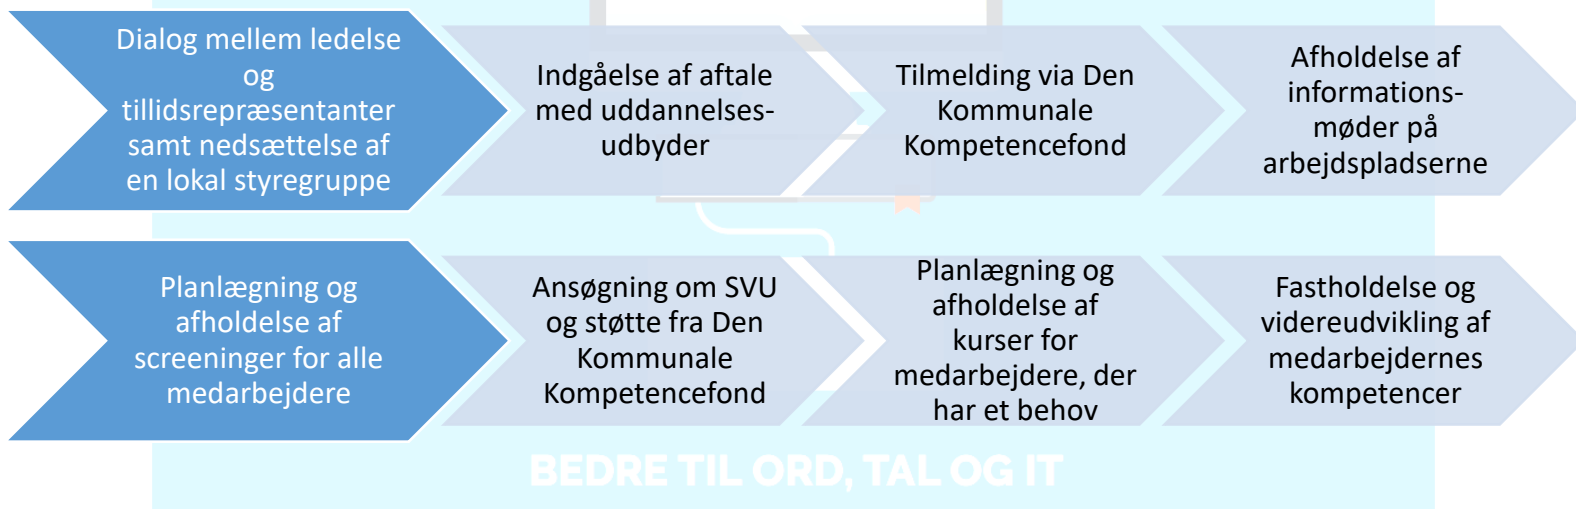 Dialog mellem ledelse
og
tillidsrepræsentanter
samt nedsættelse af
en lokal styregruppe
Indgåelse af aftale
med uddannelses-
udbyder
Tilmelding via Den
Kommunale
Kompetencefond
Afholdelse af
informations-
møder på
arbejdspladserne
Planlægning og
afholdelse af
screeninger for alle
medarbejdere
Ansøgning om SVU
og støtte fra Den
Kommunale
Kompetencefond
Planlægning og
afholdelse af
kurser for
medarbejdere, der
har et behov
Fastholdelse og
videreudvikling af
medarbejdernes
kompetencer
BEDRE TIL ORD, TAL OG IT